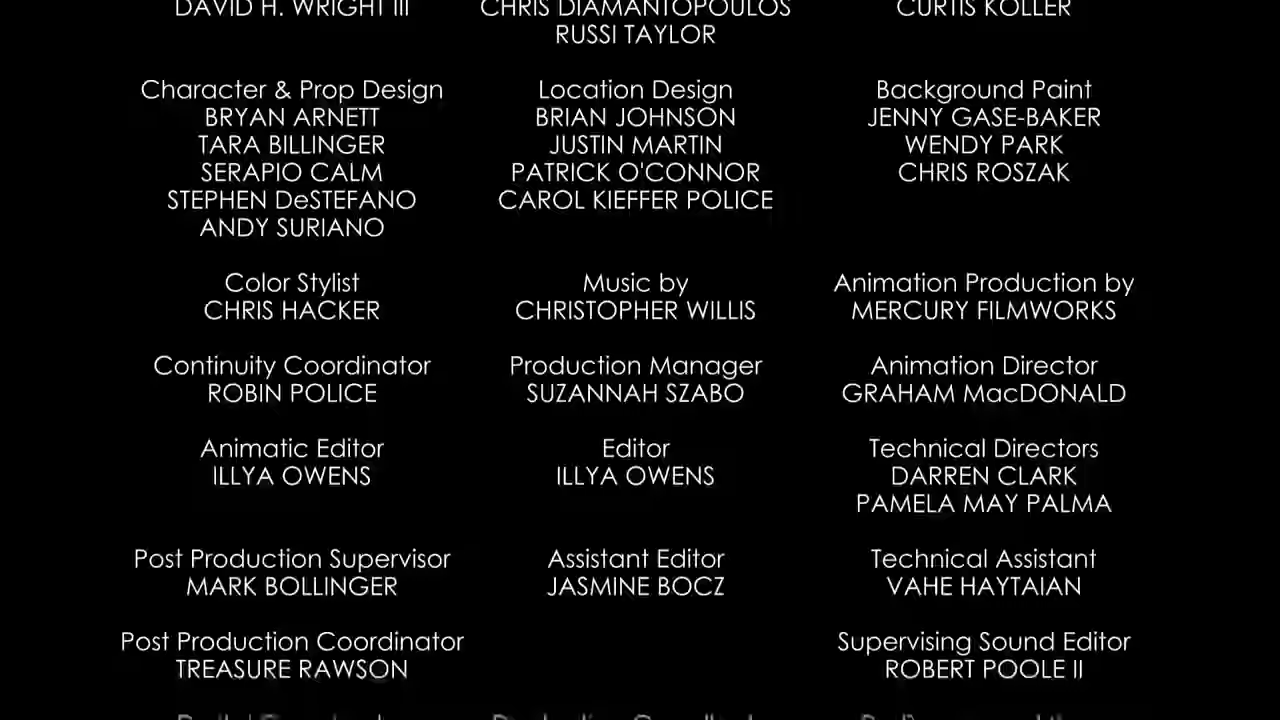 DAVID H. WRIGHT III
CHRIS DIAMANTOPOULOS
RUSSI TAYLOR
CURTIS KOLLER
Character & Prop Design
BRYAN ARNETT
TARA BILLINGER
SERAPIO CALM
STEPHEN DeSTEFANO
ANDY SURIANO
Location Design
BRIAN JOHNSON
JUSTIN MARTIN
PATRICK O'CONNOR
CAROL KIEFFER POLICE
Background Paint
JENNY GASE-BAKER
WENDY PARK
CHRIS ROSZAK
Color Stylist
CHRIS HACKER
Music by
CHRISTOPHER WILLIS
Animation Production by
MERCURY FILMWORKS
Continuity Coordinator
ROBIN POLICE
Production Manager
SUZANNAH SZABO
Animation Director
GRAHAM MacDONALD
Animatic Editor
ILLYA OWENS
Editor
ILLYA OWENS
Technical Directors
DARREN CLARK
PAMELA MAY PALMA
Post Production Supervisor
MARK BOLLINGER
Assistant Editor
JASMINE BOCZ
Technical Assistant
VAHE HAYTAIAN
Post Production Coordinator
TREASURE RAWSON
Supervising Sound Editor
ROBERT POOLE II